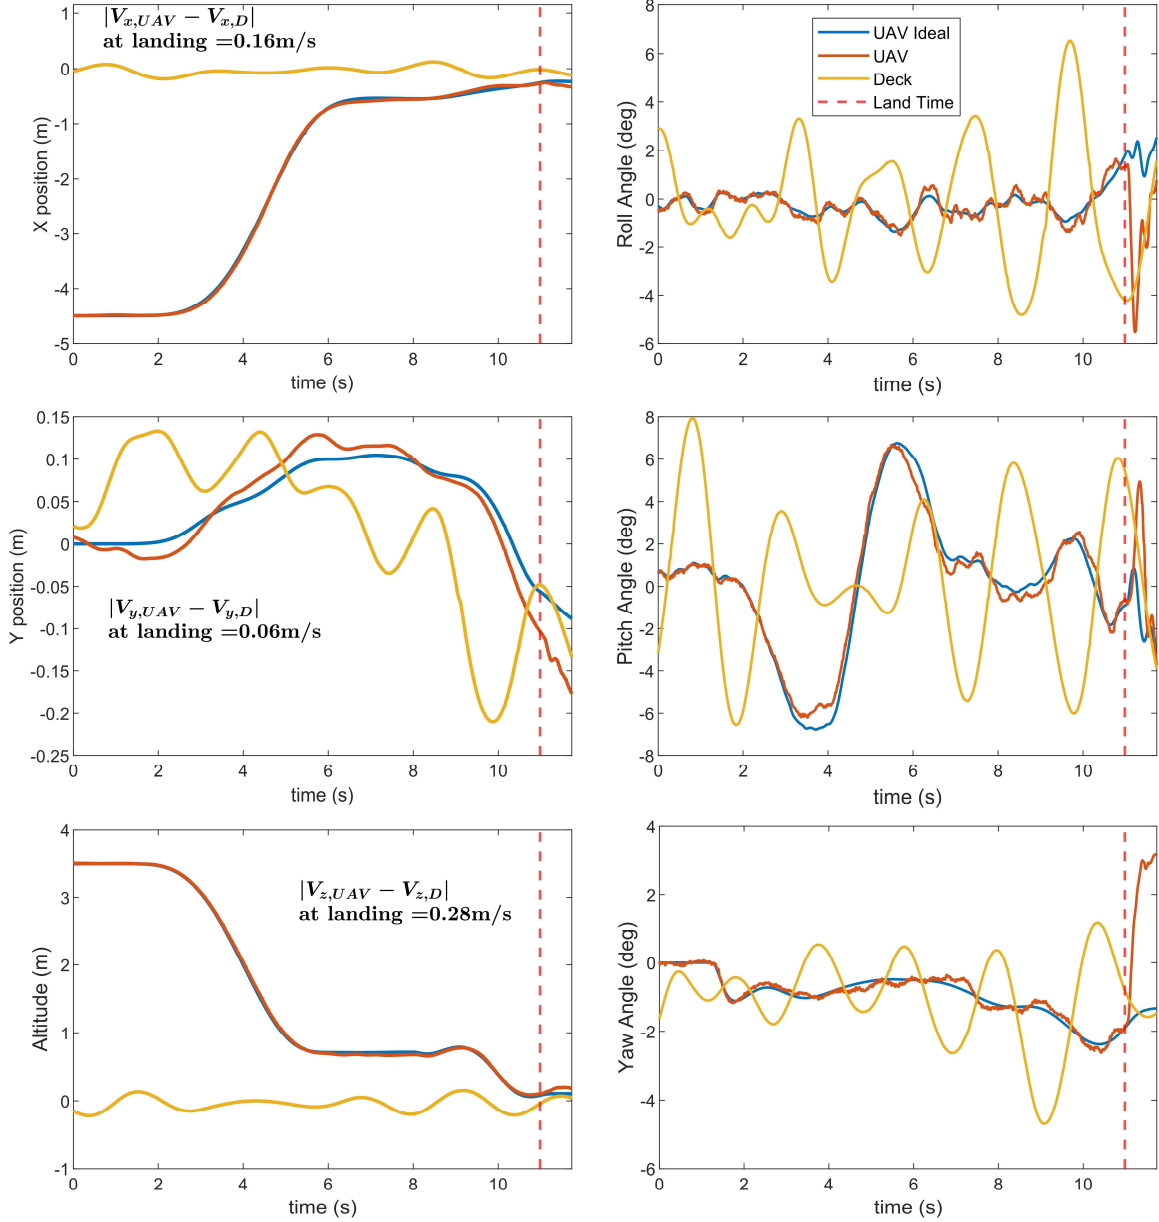 |V_{x,UAV} − V_{x,D}|
at landing =0.16m/s
1
0
-1
-2
-3
-4
-5
X position (m)
0 2 4 6 8 10
time (s)
8
6
4
2
0
-2
-4
-6
Roll Angle (deg)
UAV Ideal
UAV
Deck
Land Time
0 2 4 6 8 10
time (s)
0.15
0.1
0.05
0
-0.05
-0.1
-0.15
-0.2
-0.25
Y position (m)
|V_{y,UAV} − V_{y,D}|
at landing =0.06m/s
0 2 4 6 8 10
time (s)
8
6
4
2
0
-2
-4
-6
-8
Pitch Angle (deg)
0 2 4 6 8 10
time (s)
4
3
2
1
0
-1
Altitude (m)
|V_{z,UAV} − V_{z,D}|
at landing =0.28m/s
0 2 4 6 8 10
time (s)
4
2
0
-2
-4
-6
Yaw Angle (deg)
0 2 4 6 8 10
time (s)